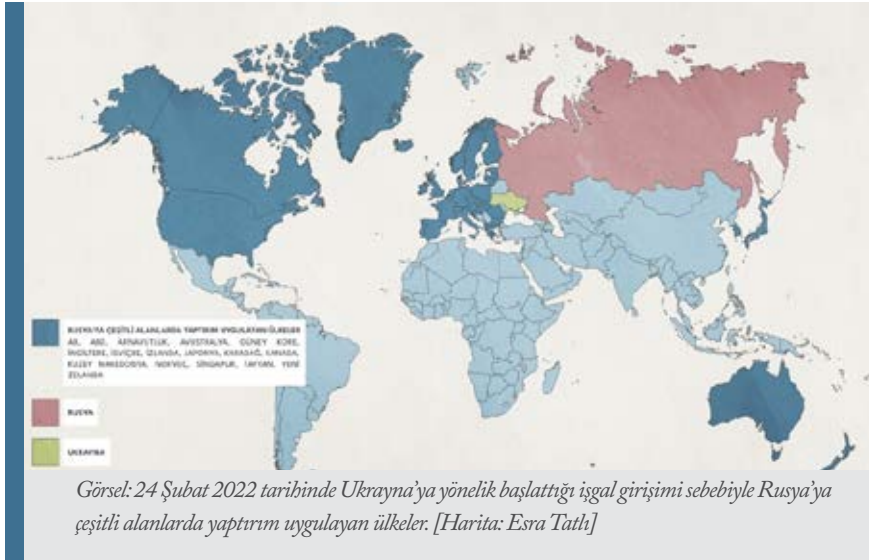 RUSYA'YA ÇEŞİTLİ ALANLARDA YAPTIRIM UYGULAYAN ÜLKELER
AB, ABD, ARNAVUTLUK, AVUSTRALYA, GÜNEY KORE,
İNGİLTERE, İSVİÇRE, İZLANDA, JAPONYA, KARADAĞ, KANADA,
KUZEY MAKEDONYA, NORVEÇ, SİNGAPUR, TAYVAN, YENİ
ZELANDA
RUSYA
UKRAYNA
Görsel: 24 Şubat 2022 tarihinde Ukrayna’ya yönelik başlattığı işgal girişimi sebebiyle Rusya’ya
çeşitli alanlarda yaptırım uygulayan ülkeler. [Harita: Esra Tatlı]